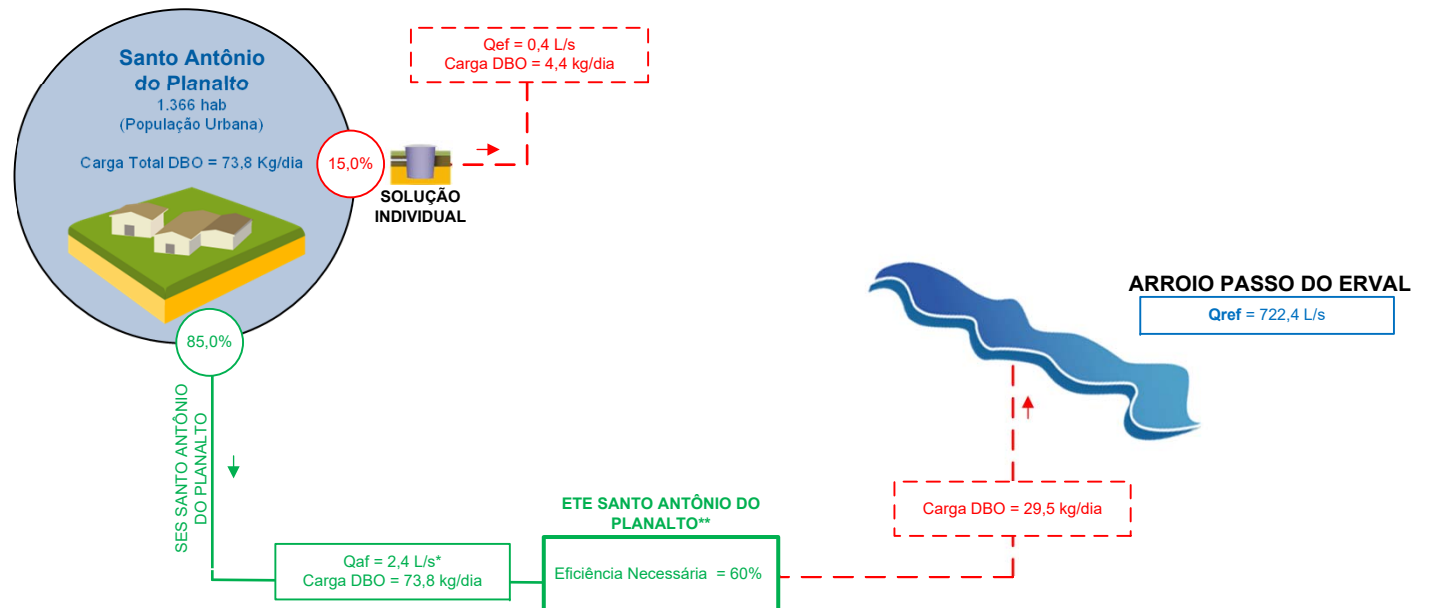 Santo Antônio
do Planalto
1.366 hab
(População Urbana)
Carga Total DBO = 73,8 Kg/dia
15,0%
SOLUÇÃO
INDIVIDUAL
Qef = 0,4 L/s
Carga DBO = 4,4 kg/dia
85,0%
SES SANTO ANTÔNIO
DO PLANALTO
Qaf = 2,4 L/s*
Carga DBO = 73,8 kg/dia
ETE SANTO ANTÔNIO DO
PLANALTO**
Eficiência Necessária = 60%
Carga DBO = 29,5 kg/dia
ARROIO PASSO DO ERVAL
Qref = 722,4 L/s